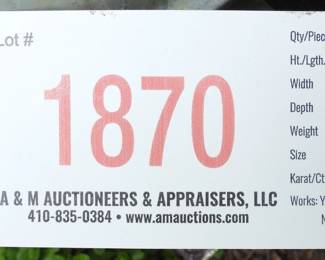 Lot #
1870
A & M AUCTIONEERS & APPRAISERS, LLC
410-835-0384 • www.amauctions.com
Qty/Piec
Ht./Lgth.
Width
Depth
Weight
Size
Karat/Ct
Works: Y
N